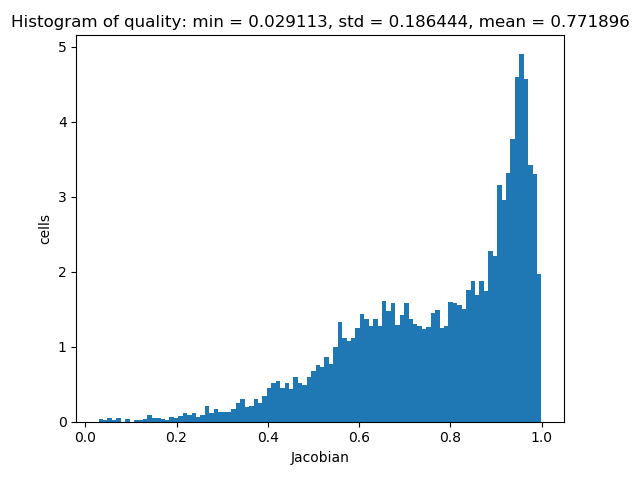 Histogram of quality: min = 0.029113, std = 0.186444, mean = 0.771896
5
4
3
2
1
0
cells
0.0 0.2 0.4 0.6 0.8 1.0
Jacobian